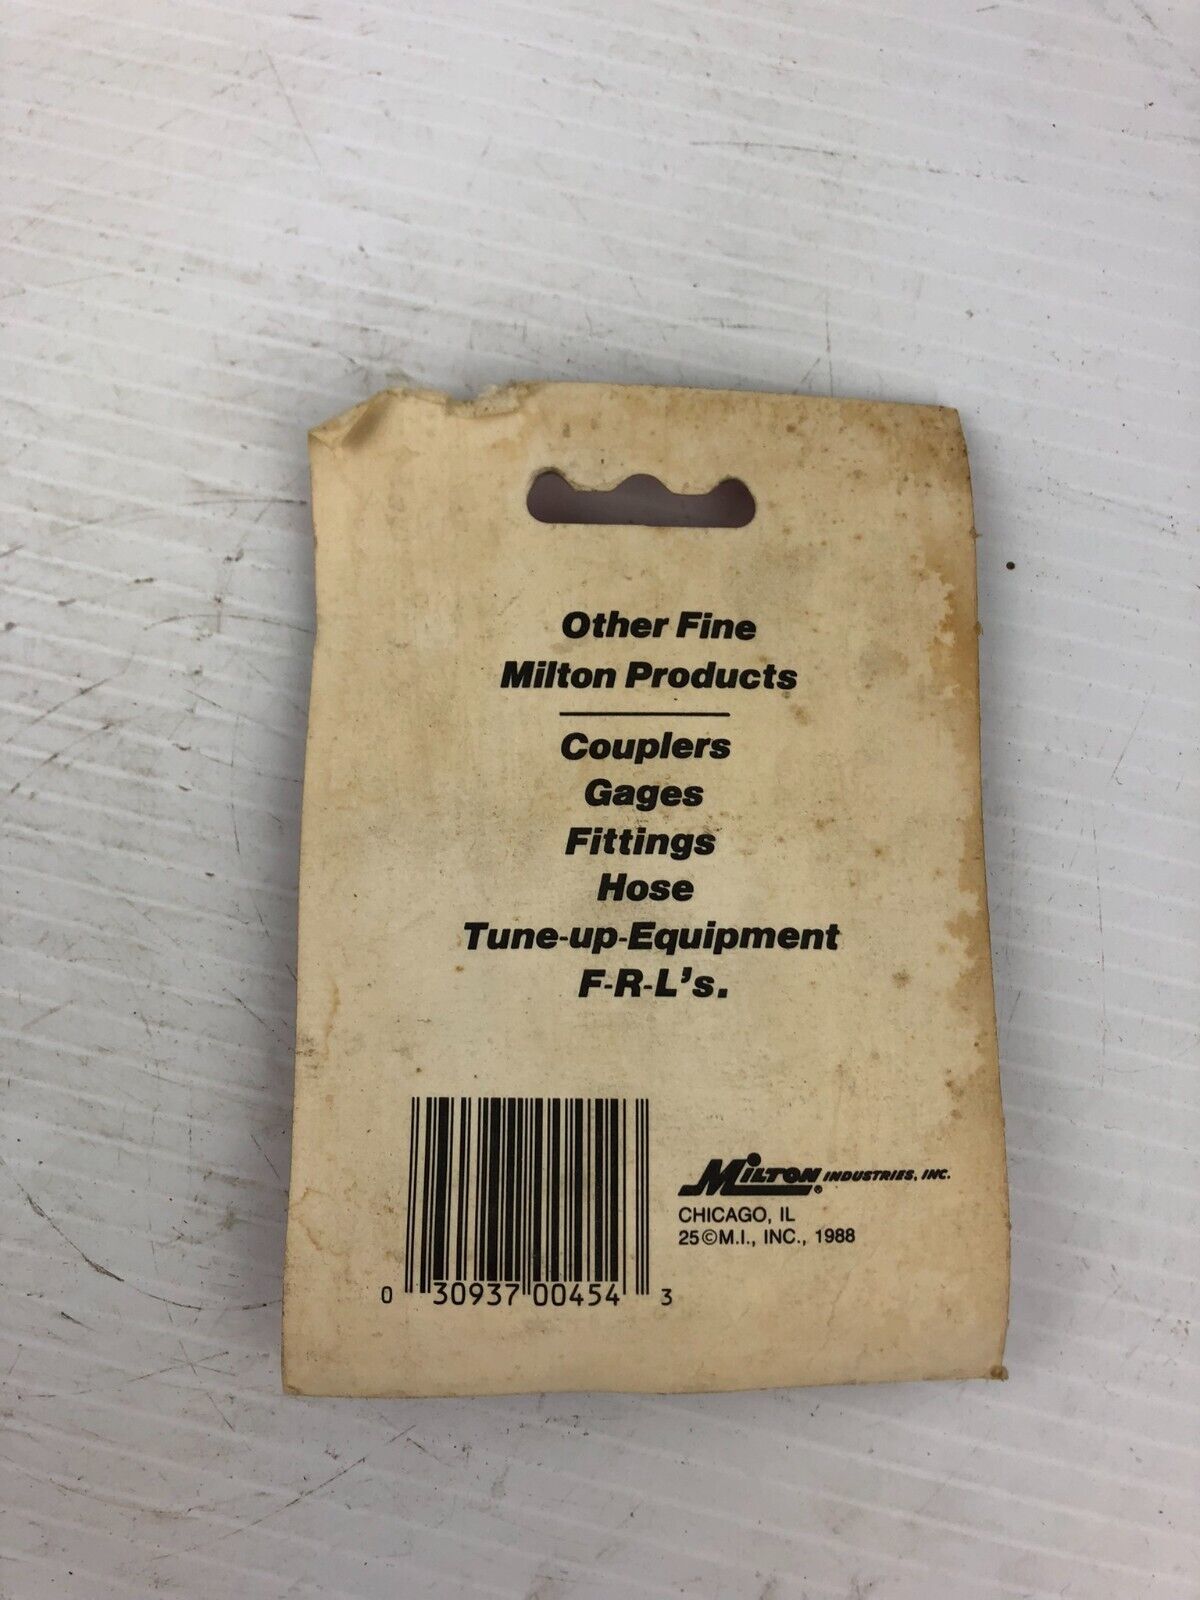 Other Fine
Milton Products
Couplers
Gages
Fittings
Hose
Tune-up-Equipment
F-R-L's.
MILTON® INDUSTRIES, INC.
CHICAGO, IL
25©M.I., INC., 1988
0 30937 00454 3